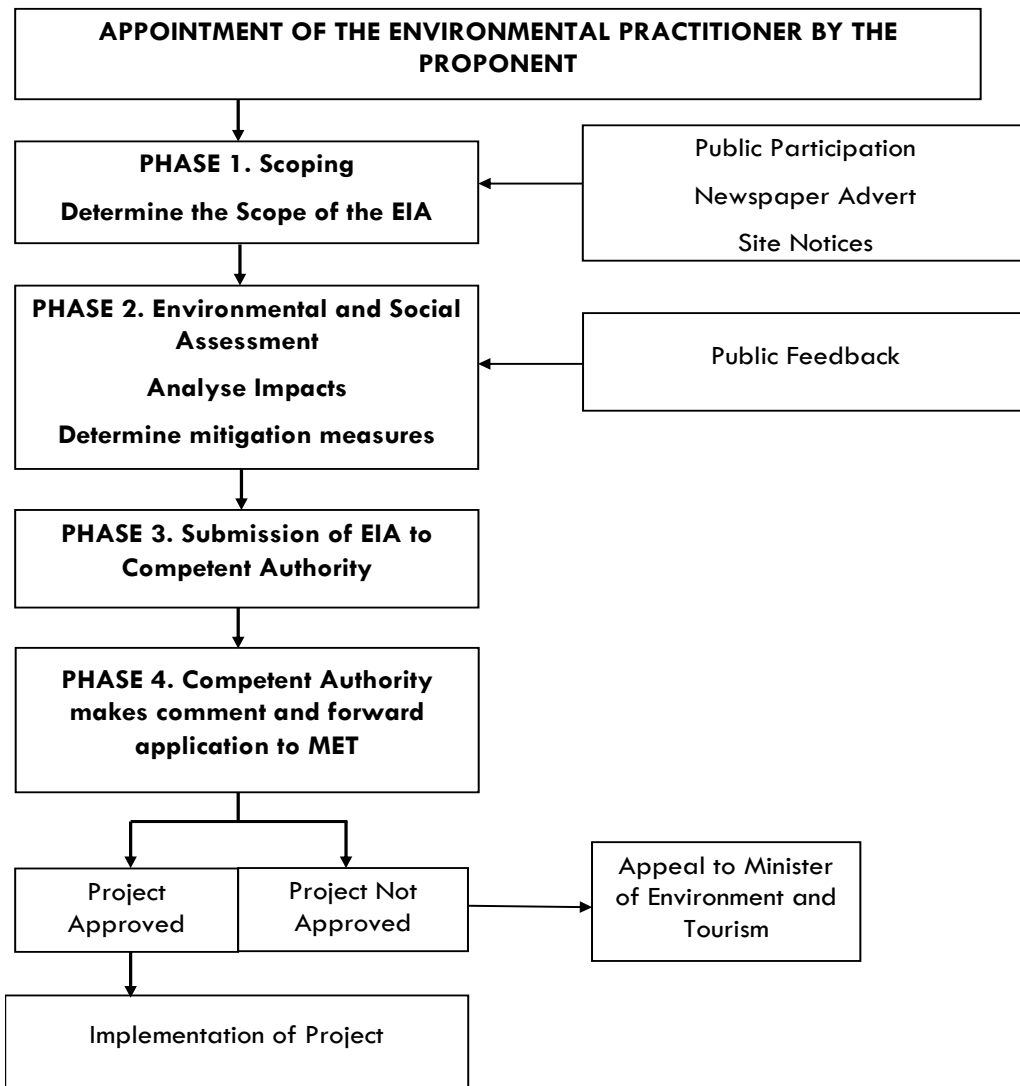 APPOINTMENT OF THE ENVIRONMENTAL PRACTITIONER BY THE
PROPONENT
PHASE 1. Scoping
Determine the Scope of the EIA
Public Participation
Newspaper Advert
Site Notices
PHASE 2. Environmental and Social
Assessment
Analyse Impacts
Determine mitigation measures
Public Feedback
PHASE 3. Submission of EIA to
Competent Authority
PHASE 4. Competent Authority
makes comment and forward
application to MET
Project
Approved
Project Not
Approved
Appeal to Minister
of Environment and
Tourism
Implementation of Project